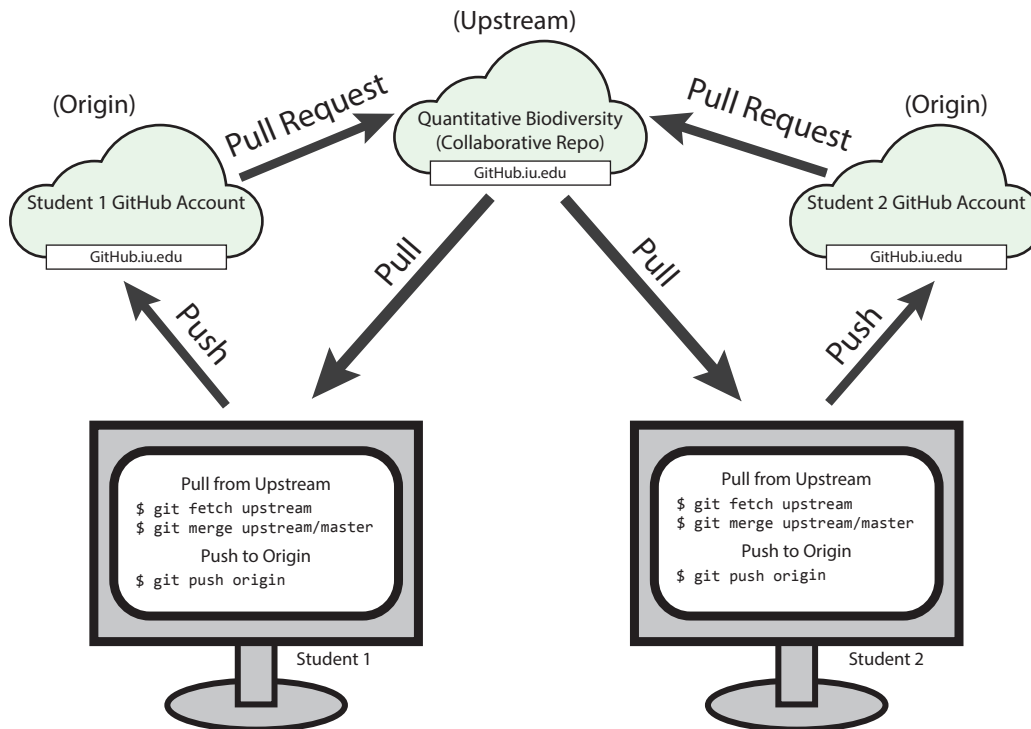 (Upstream)
Quantitative Biodiversity
(Collaborative Repo)
GitHub.iu.edu
(Origin)
Student 1 GitHub Account
GitHub.iu.edu
(Origin)
Student 2 GitHub Account
GitHub.iu.edu
Pull Request
Pull Request
Pull
Pull
Push
Push
Pull from Upstream
$ git fetch upstream
$ git merge upstream/master
Push to Origin
$ git push origin
Student 1
Pull from Upstream
$ git fetch upstream
$ git merge upstream/master
Push to Origin
$ git push origin
Student 2